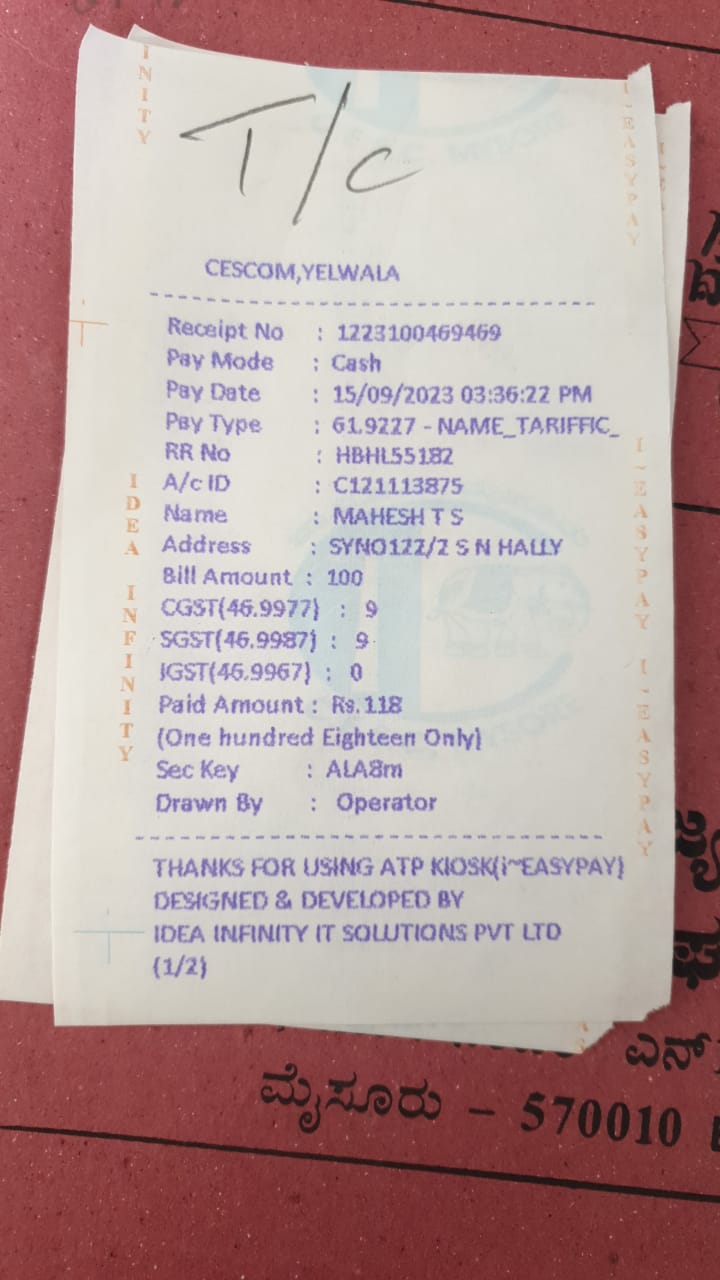 T/C
CESCOM,YELWALA
Receipt No : 1223100469469
Pay Mode : Cash
Pay Date : 15/09/2023 03:36:22 PM
Pay Type : 61.9227 - NAME_TARIFFIC_
RR No : HBHL55182
A/c ID : C121113875
Name : MAHESH T S
Address : SYNO122/2 S N HALLY
Bill Amount : 100
CGST(46.9977) : 9
SGST(46.9987) : 9
IGST(46.9967) : 0
Paid Amount : Rs.118
(One hundred Eighteen Only)
Sec Key : ALA8m
Drawn By : Operator
THANKS FOR USING ATP KIOSK(i~EASYPAY)
DESIGNED & DEVELOPED BY
IDEA INFINITY IT SOLUTIONS PVT LTD
(1/2)
INITY
IDEA INFINITY
I~EASYPAY
I~EASYPAY I~EASYPAY
ಎನ್
ಮೈಸೂರು - 570010